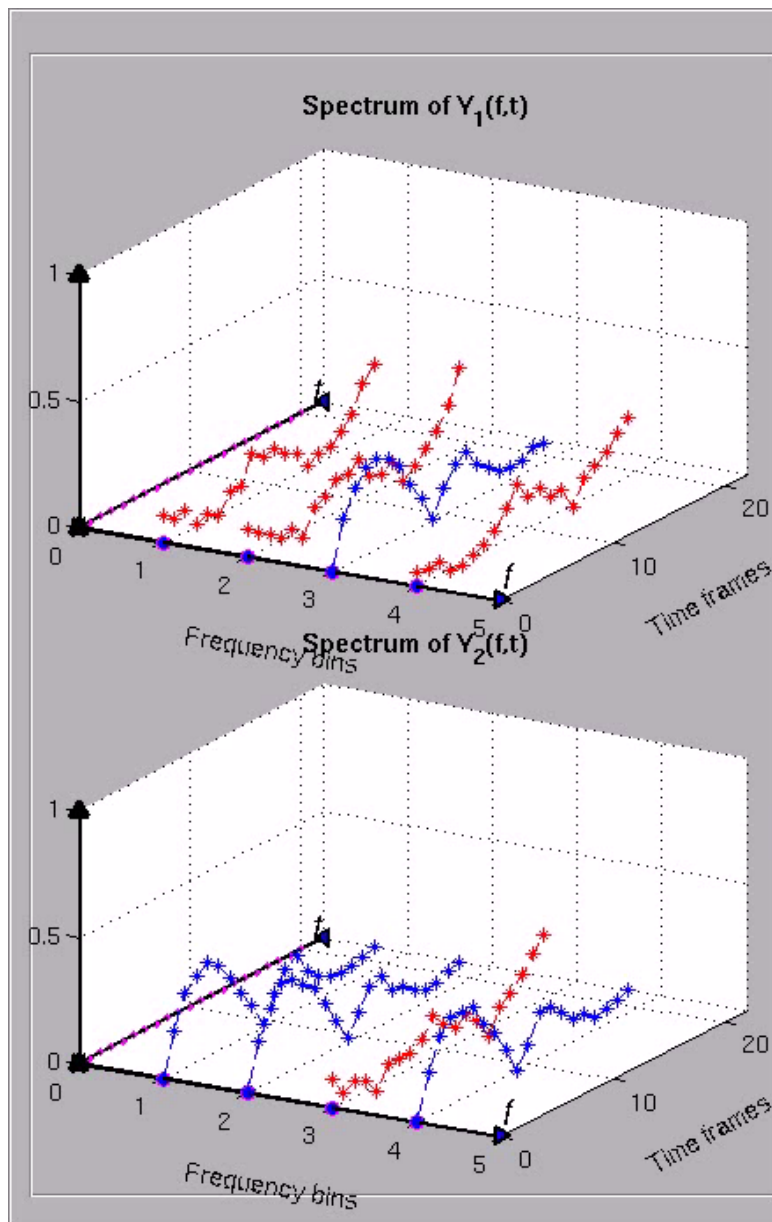 Spectrum of Y1(f,t)
1
0.5
0
0
1
2
3
4
5
0
10
20
t
f
Frequency bins
Time frames
Spectrum of Y2(f,t)
1
0.5
0
0
1
2
3
4
5
0
10
20
t
f
Frequency bins
Time frames